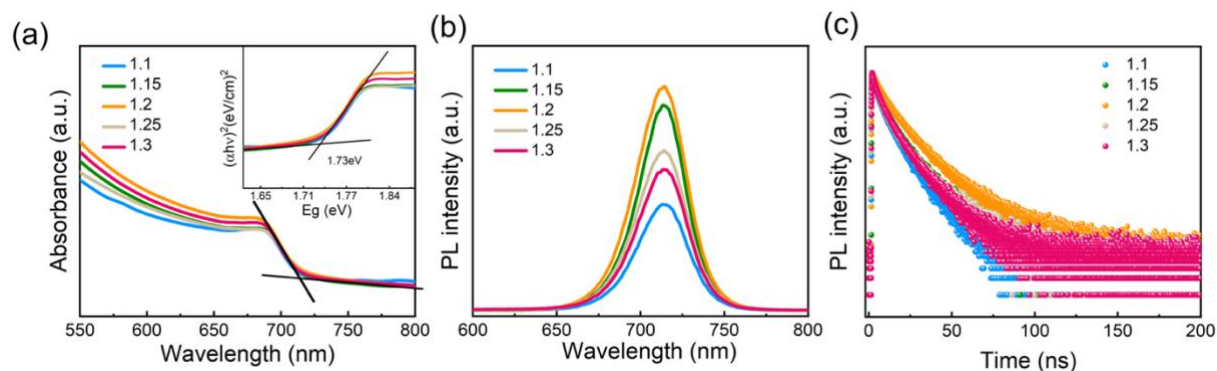 (a)
Absorbance (a.u.)
1.1
1.15
1.2
1.25
1.3
((αhν)²(eV/cm)²
1.73eV
1.65 1.71 1.77 1.84
Eg (eV)
550 600 650 700 750 800
Wavelength (nm)
(b)
PL intensity (a.u.)
1.1
1.15
1.2
1.25
1.3
600 650 700 750 800
Wavelength (nm)
(c)
PL intensity (a.u.)
1.1
1.15
1.2
1.25
1.3
0 50 100 150 200
Time (ns)